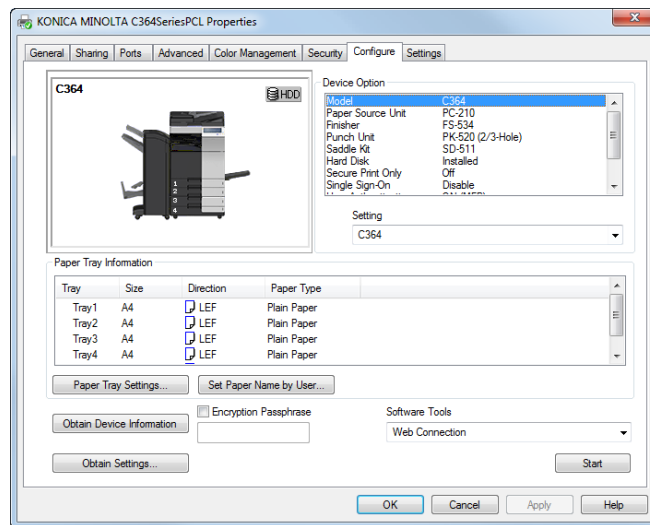 KONICA MINOLTA C364SeriesPCL Properties
General Sharing Ports Advanced Color Management Security Configure Settings
C364
HDD
1
2
3
4
Device Option
Model C364
Paper Source Unit PC-210
Finisher FS-534
Punch Unit PK-520 (2/3-Hole)
Saddle Kit SD-511
Hard Disk Installed
Secure Print Only Off
Single Sign-On Disable
Setting
C364
Paper Tray Information
Tray Size Direction Paper Type
Tray1 A4 LEF Plain Paper
Tray2 A4 LEF Plain Paper
Tray3 A4 LEF Plain Paper
Tray4 A4 LEF Plain Paper
Paper Tray Settings... Set Paper Name by User...
Obtain Device Information
Encryption Passphrase
Software Tools
Web Connection
Obtain Settings...
Start
OK Cancel Apply Help